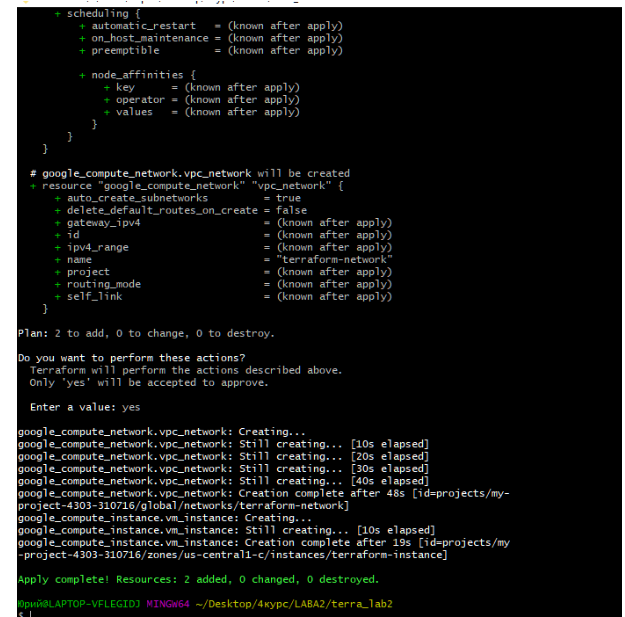 + scheduling {
+ automatic_restart   = (known after apply)
+ on_host_maintenance = (known after apply)
+ preemptible         = (known after apply)
+ node_affinities {
+ key      = (known after apply)
+ operator = (known after apply)
+ values   = (known after apply)
}
}
}
# google_compute_network.vpc_network will be created
+ resource "google_compute_network" "vpc_network" {
+ auto_create_subnetworks         = true
+ delete_default_routes_on_create = false
+ gateway_ipv4                    = (known after apply)
+ id                              = (known after apply)
+ ipv4_range                      = (known after apply)
+ name                            = "terraform-network"
+ project                         = (known after apply)
+ routing_mode                    = (known after apply)
+ self_link                       = (known after apply)
}
Plan: 2 to add, 0 to change, 0 to destroy.
Do you want to perform these actions?
Terraform will perform the actions described above.
Only 'yes' will be accepted to approve.
Enter a value: yes
google_compute_network.vpc_network: Creating...
google_compute_network.vpc_network: Still creating... [10s elapsed]
google_compute_network.vpc_network: Still creating... [20s elapsed]
google_compute_network.vpc_network: Still creating... [30s elapsed]
google_compute_network.vpc_network: Still creating... [40s elapsed]
google_compute_network.vpc_network: Creation complete after 48s [id=projects/my-
project-4303-310716/global/networks/terraform-network]
google_compute_instance.vm_instance: Creating...
google_compute_instance.vm_instance: Still creating... [10s elapsed]
google_compute_instance.vm_instance: Creation complete after 19s [id=projects/my
-project-4303-310716/zones/us-central1-c/instances/terraform-instance]
Apply complete! Resources: 2 added, 0 changed, 0 destroyed.
Юрий@LAPTOP-VFLEGIDJ MINGW64 ~/Desktop/4курс/LABA2/terra_lab2
$